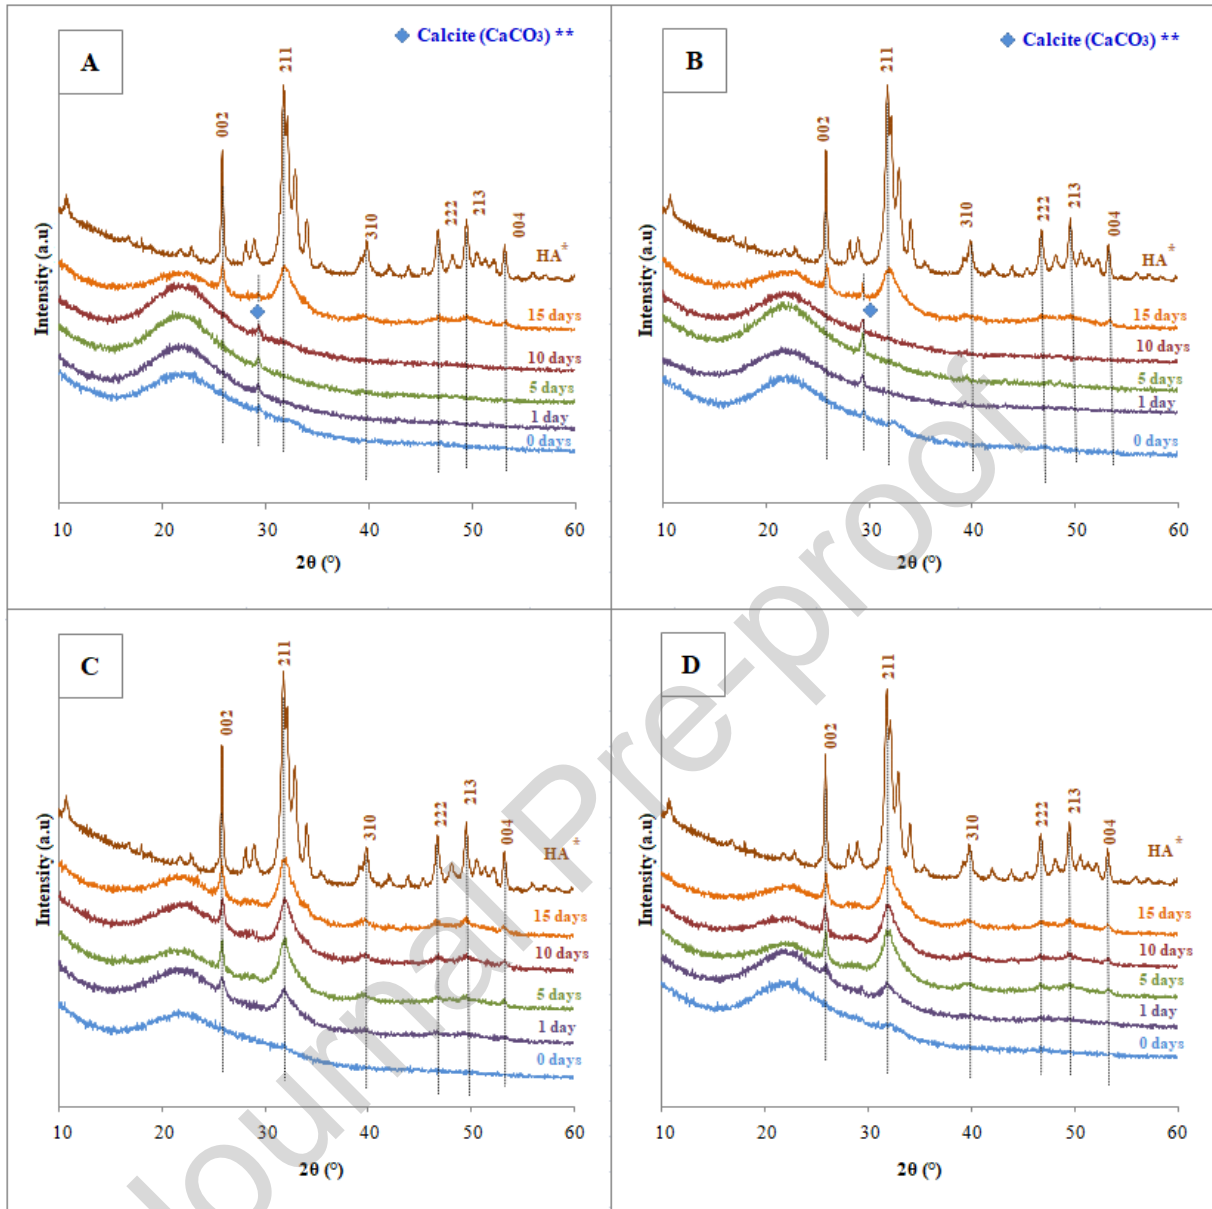 A
Calcite (CaCO3) **
002
211
310
222
213
004
HA*
15 days
10 days
5 days
1 day
0 days
Intensity (a.u)
10 20 30 40 50 60
2θ (°)
B
Calcite (CaCO3) **
002
211
310
222
213
004
HA*
15 days
10 days
5 days
1 day
0 days
Intensity (a.u)
10 20 30 40 50 60
2θ (°)
C
002
211
310
222
213
004
HA*
15 days
10 days
5 days
1 day
0 days
Intensity (a.u)
10 20 30 40 50 60
2θ (°)
D
002
211
310
222
213
004
HA*
15 days
10 days
5 days
1 day
0 days
Intensity (a.u)
10 20 30 40 50 60
2θ (°)
Journal Pre-proof